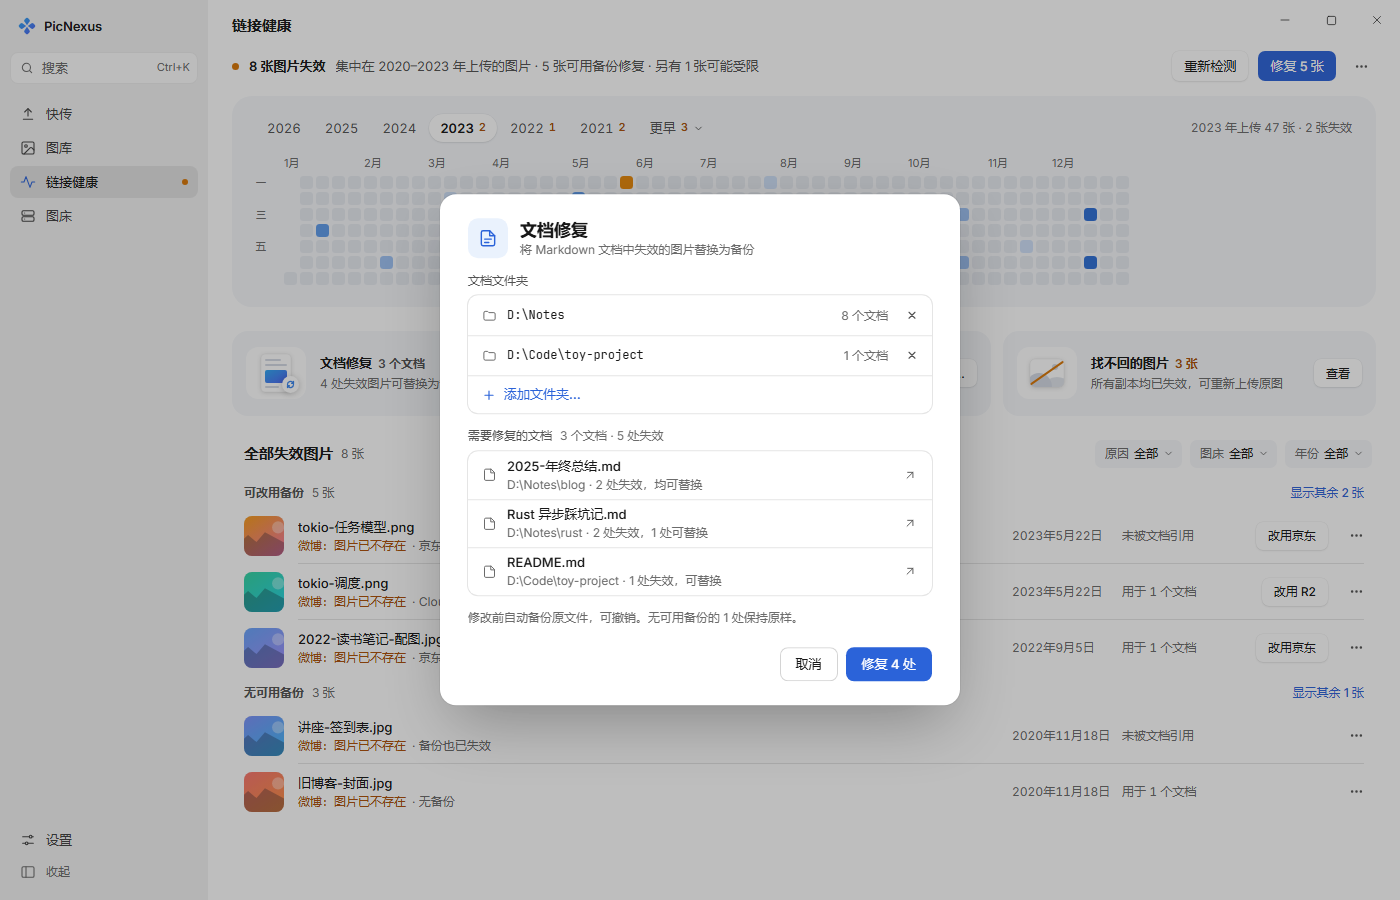 PicNexus
搜索 Ctrl+K
快传
图库
链接健康
图床
设置
收起
链接健康
8 张图片失效 集中在 2020–2023 年上传的图片 · 5 张可用备份修复 · 另有 1 张可能受限
重新检测 修复 5 张
2026 2025 2024 2023 2 2022 1 2021 2 更早 3
2023 年上传 47 张 · 2 张失效
1月 2月 3月 4月 5月 6月 7月 8月 9月 10月 11月 12月
一
三
五
文档修复 3 个文档
4 处失效图片可替换为
找不回的图片 3 张
所有副本均已失效，可重新上传原图
查看
全部失效图片 8 张
原因 全部 图床 全部 年份 全部
可改用备份 5 张 显示其余 2 张
tokio-任务模型.png
微博：图片已不存在 · 京东
2023年5月22日 未被文档引用 改用京东
tokio-调度.png
微博：图片已不存在 · Clou
2023年5月22日 用于 1 个文档 改用 R2
2022-读书笔记-配图.jpg
微博：图片已不存在 · 京东
2022年9月5日 用于 1 个文档 改用京东
无可用备份 3 张 显示其余 1 张
讲座-签到表.jpg
微博：图片已不存在 · 备份也已失效
2020年11月18日 未被文档引用
旧博客-封面.jpg
微博：图片已不存在 · 无备份
2020年11月18日 用于 1 个文档
文档修复
将 Markdown 文档中失效的图片替换为备份
文档文件夹
D:\Notes 8 个文档
D:\Code\toy-project 1 个文档
添加文件夹...
需要修复的文档 3 个文档 · 5 处失效
2025-年终总结.md
D:\Notes\blog · 2 处失效，均可替换
Rust 异步踩坑记.md
D:\Notes\rust · 2 处失效，1 处可替换
README.md
D:\Code\toy-project · 1 处失效，可替换
修改前自动备份原文件，可撤销。无可用备份的 1 处保持原样。
取消 修复 4 处